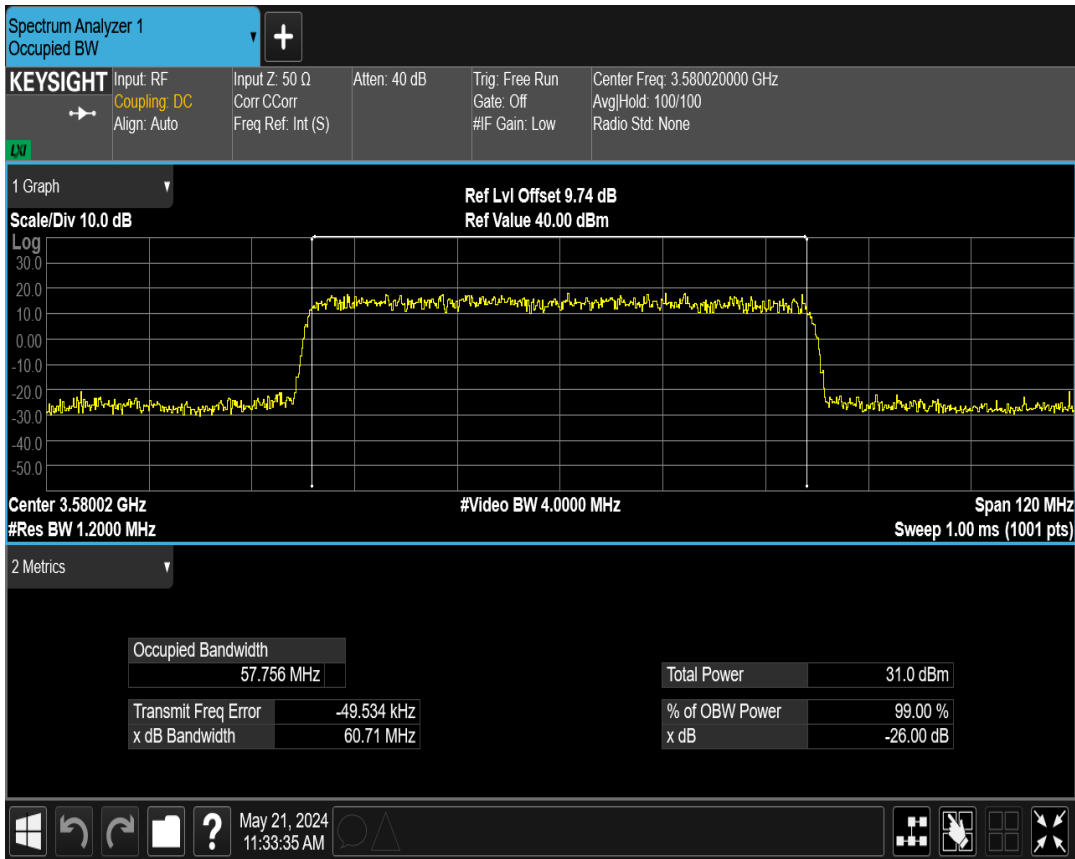 Spectrum Analyzer 1
Occupied BW
+
KEYSIGHT
LXI
Input: RF
Coupling: DC
Align: Auto
Input Z: 50 Ω
Corr CCorr
Freq Ref: Int (S)
Atten: 40 dB
Trig: Free Run
Gate: Off
#IF Gain: Low
Center Freq: 3.580020000 GHz
Avg|Hold: 100/100
Radio Std: None
1 Graph
Scale/Div 10.0 dB
Ref Lvl Offset 9.74 dB
Ref Value 40.00 dBm
Log
30.0
20.0
10.0
0.00
-10.0
-20.0
-30.0
-40.0
-50.0
Center 3.58002 GHz
#Video BW 4.0000 MHz
Span 120 MHz
#Res BW 1.2000 MHz
Sweep 1.00 ms (1001 pts)
2 Metrics
Occupied Bandwidth
57.756 MHz
Total Power 31.0 dBm
Transmit Freq Error -49.534 kHz
% of OBW Power 99.00 %
x dB Bandwidth 60.71 MHz
x dB -26.00 dB
?
May 21, 2024
11:33:35 AM